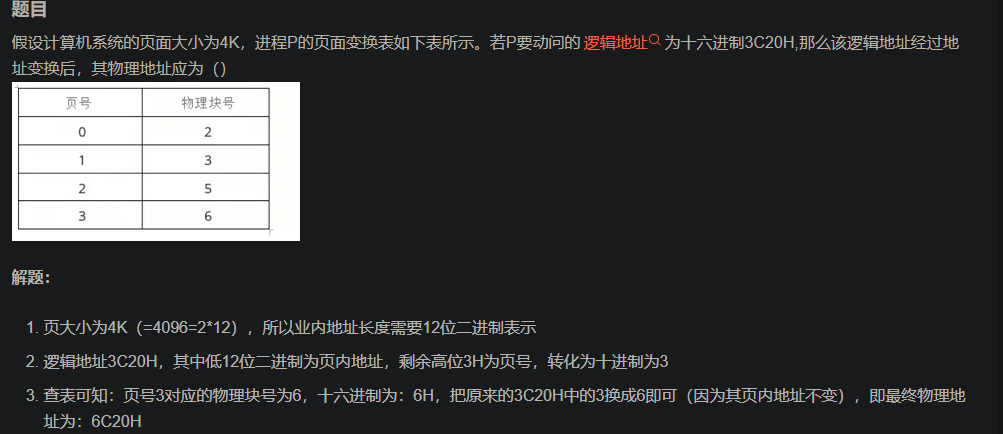 题目
假设计算机系统的页面大小为4K，进程P的页面变换表如下表所示。若P要动问的 逻辑地址 为十六进制3C20H,那么该逻辑地址经过地
址变换后，其物理地址应为（）
页号 物理块号
0 2
1 3
2 5
3 6
解题：
1. 页大小为4K（=4096=2*12），所以业内地址长度需要12位二进制表示
2. 逻辑地址3C20H，其中低12位二进制为页内地址，剩余高位3H为页号，转化为十进制为3
3. 查表可知：页号3对应的物理块号为6，十六进制为：6H，把原来的3C20H中的3换成6即可（因为其页内地址不变），即最终物理地
址为：6C20H